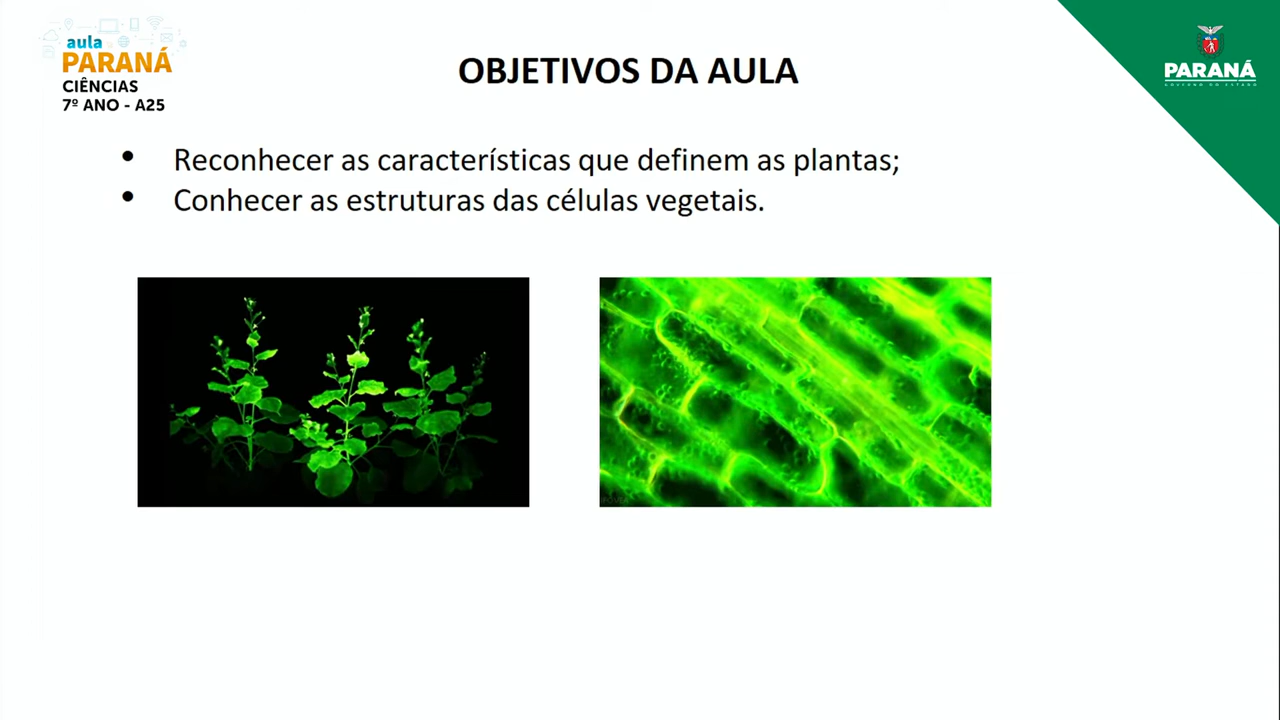 aula
PARANÁ
CIÊNCIAS
7º ANO - A25
OBJETIVOS DA AULA
PARANÁ
GOVERNO DO ESTADO
• Reconhecer as características que definem as plantas;
• Conhecer as estruturas das células vegetais.